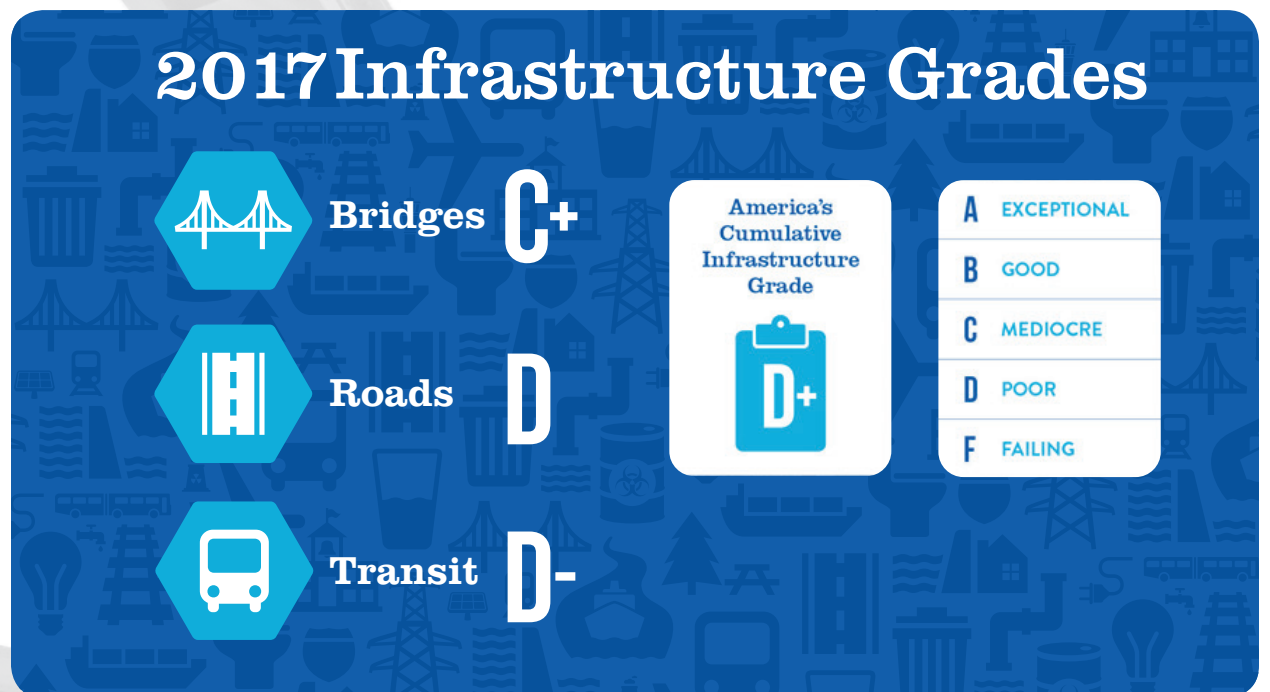 2017 Infrastructure Grades
Bridges C+
Roads D
Transit D-
America's
Cumulative
Infrastructure
Grade
D+
A EXCEPTIONAL
B GOOD
C MEDIOCRE
D POOR
F FAILING